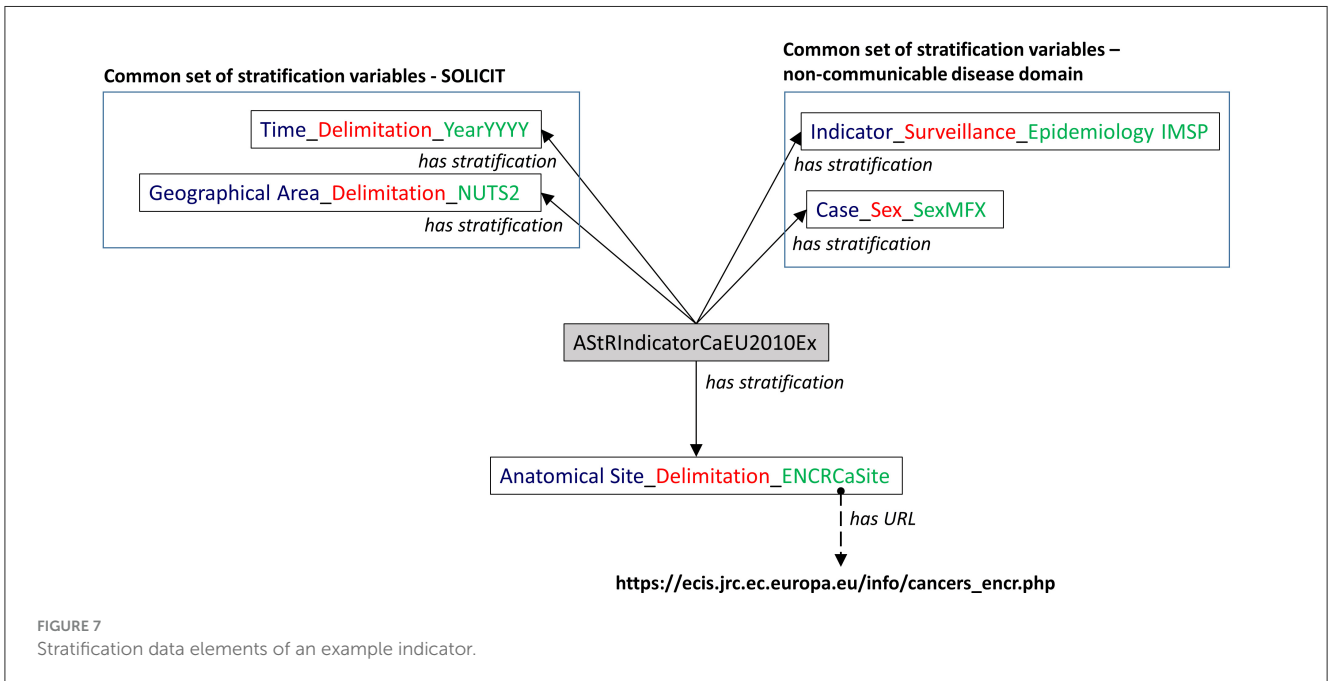 Common set of stratification variables - SOLICIT
Time_Delimitation_YearYYYY
has stratification
Geographical Area_Delimitation_NUTS2
has stratification
Common set of stratification variables –
non-communicable disease domain
Indicator_Surveillance_Epidemiology IMSP
has stratification
Case_Sex_SexMFX
has stratification
AStRIndicatorCaEU2010Ex
has stratification
Anatomical Site_Delimitation_ENCRCaSite
has URL
https://ecis.jrc.ec.europa.eu/info/cancers_encr.php
FIGURE 7
Stratification data elements of an example indicator.